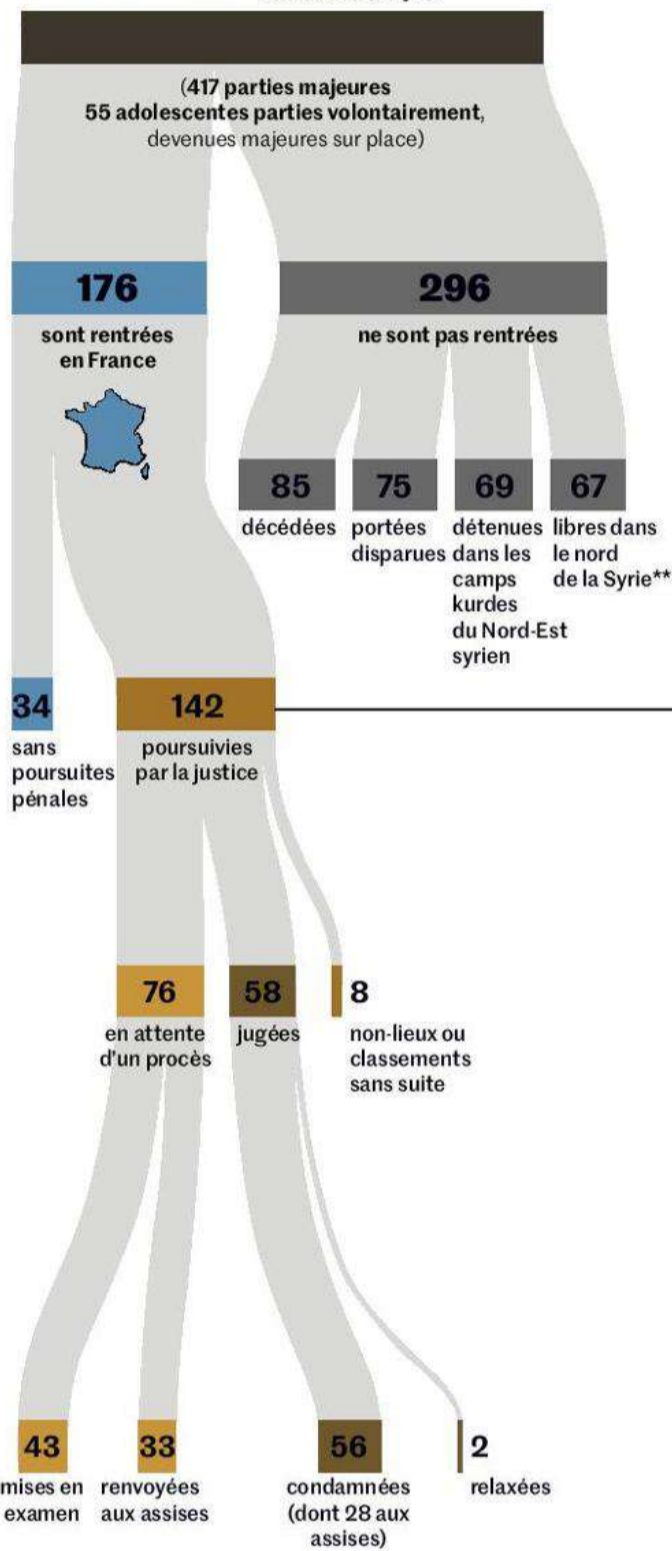 (417 parties majeures
55 adolescentes parties volontairement,
devenues majeures sur place)
176
sont rentrées
en France
296
ne sont pas rentrées
85
décédées
75
portées
disparues
69
détenues
dans les
camps
kurdes
du Nord-Est
syrien
67
libres dans
le nord
de la Syrie**
34
sans
poursuites
pénales
142
poursuivies
par la justice
76
en attente
d'un procès
58
jugées
8
non-lieux ou
classements
sans suite
43
mises en
examen
33
renvoyées
aux assises
56
condamnées
(dont 28 aux
assises)
2
relaxées